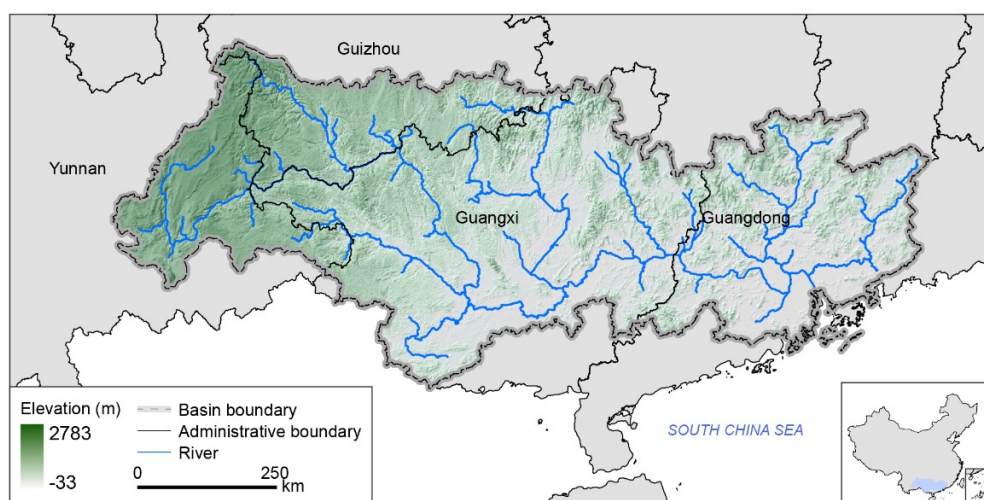 Guizhou
Yunnan
Guangxi
Guangdong
Elevation (m)
2783
-33
Basin boundary
Administrative boundary
River
0
250
km
SOUTH CHINA SEA